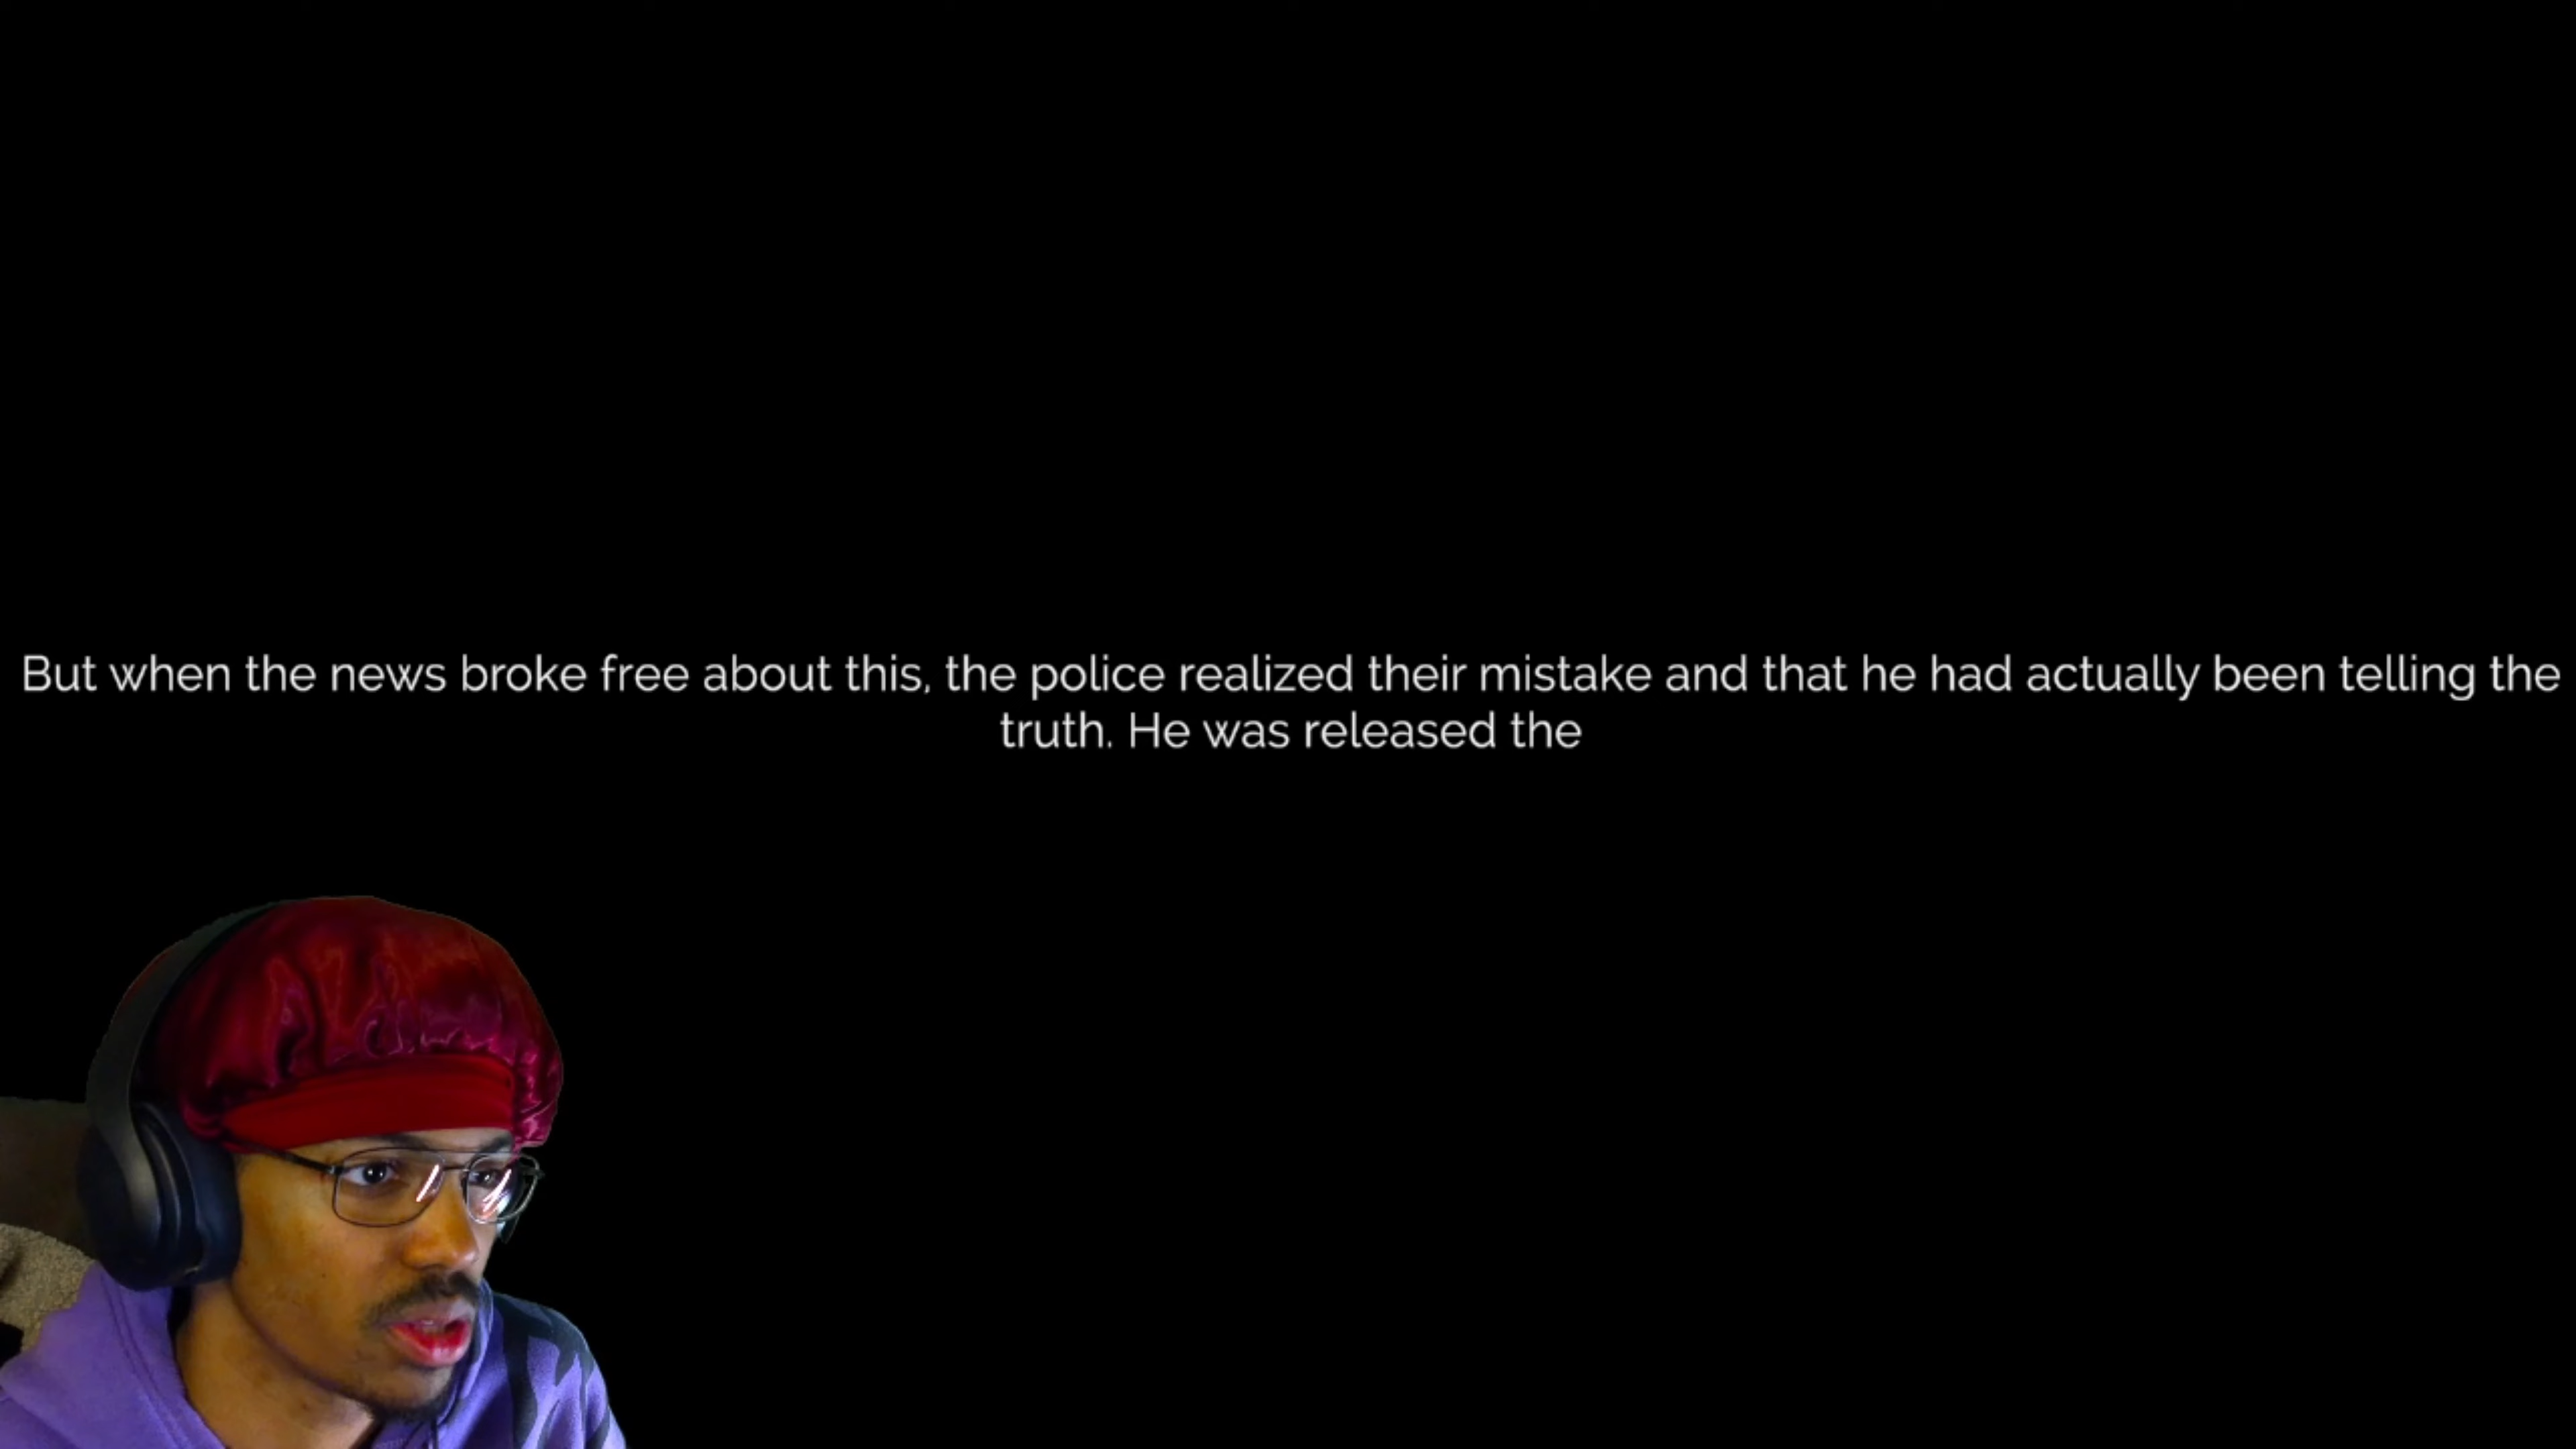 But when the news broke free about this, the police realized their mistake and that he had actually been telling the
truth. He was released the